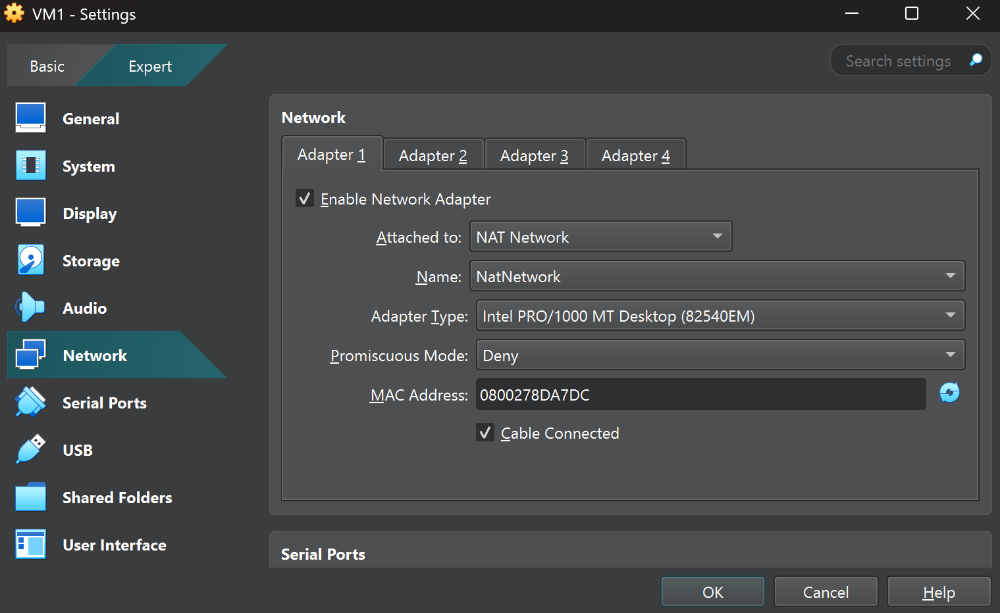 VM1 - Settings
Basic
Expert
Search settings
General
System
Display
Storage
Audio
Network
Serial Ports
USB
Shared Folders
User Interface
Network
Adapter 1
Adapter 2
Adapter 3
Adapter 4
Enable Network Adapter
Attached to: NAT Network
Name: NatNetwork
Adapter Type: Intel PRO/1000 MT Desktop (82540EM)
Promiscuous Mode: Deny
MAC Address: 0800278DA7DC
Cable Connected
Serial Ports
OK
Cancel
Help